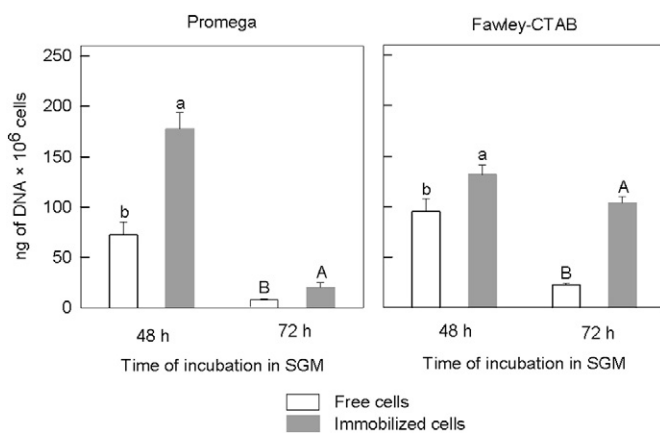 Promega
Fawley-CTAB
ng of DNA × 10⁶ cells
250
200
150
100
50
0
b
a
B
A
b
a
B
A
48 h
72 h
48 h
72 h
Time of incubation in SGM
Time of incubation in SGM
Free cells
Immobilized cells